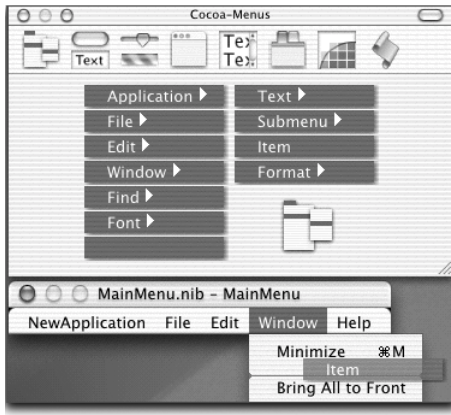 Cocoa-Menus
Text
Tex
Tex
Application
Text
File
Submenu
Edit
Item
Window
Format
Find
Font
MainMenu.nib – MainMenu
NewApplication File Edit Window Help
Minimize ⌘M
Item
Bring All to Front